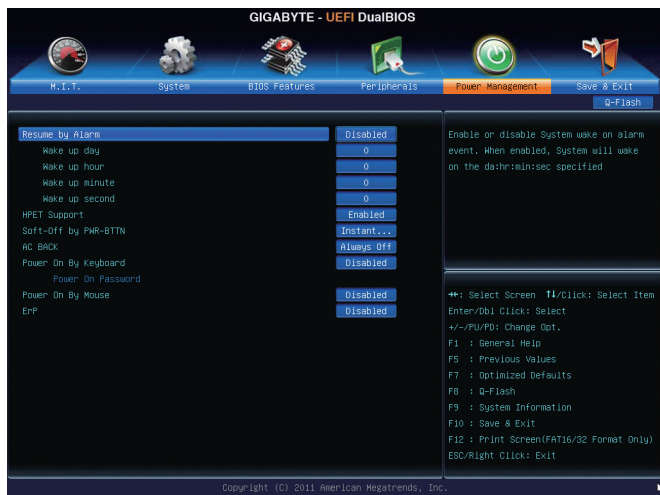 GIGABYTE - UEFI DualBIOS
M.I.T. System BIOS Features Peripherals Power Management Save & Exit
Q-Flash
Resume by Alarm Disabled
Wake up day 0
Wake up hour 0
Wake up minute 0
Wake up second 0
HPET Support Enabled
Soft-Off by PWR-BTTN Instant...
AC BACK Always Off
Power On By Keyboard Disabled
Power On Password
Power On By Mouse Disabled
ErP Disabled
Enable or disable System wake on alarm
event. When enabled, System will wake
on the da:hr:min:sec specified
→←: Select Screen ↑↓/Click: Select Item
Enter/Dbl Click: Select
+/-/PU/PD: Change Opt.
F1 : General Help
F5 : Previous Values
F7 : Optimized Defaults
F8 : Q-Flash
F9 : System Information
F10 : Save & Exit
F12 : Print Screen(FAT16/32 Format Only)
ESC/Right Click: Exit
Copyright (C) 2011 American Megatrends, Inc.